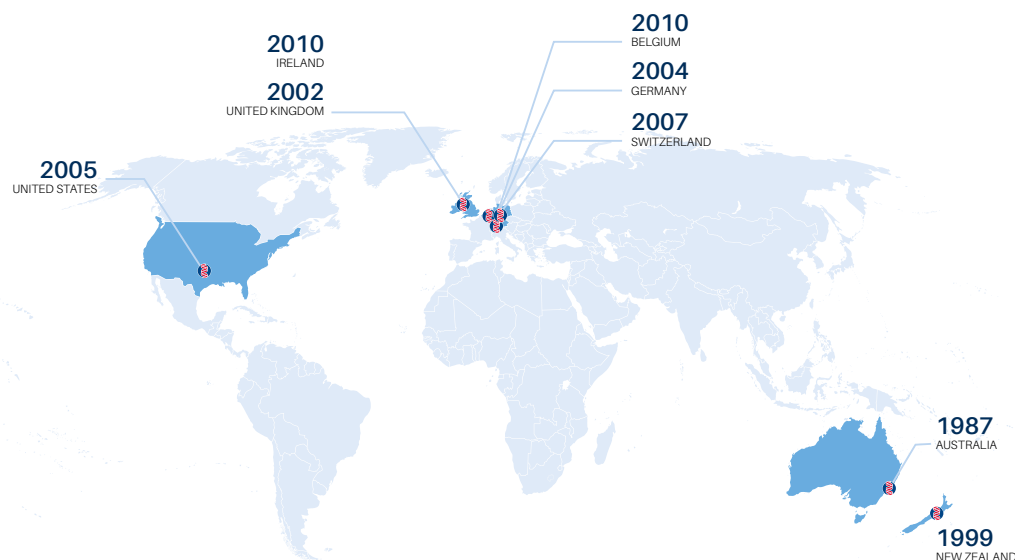 2010
IRELAND
2002
UNITED KINGDOM
2010
BELGIUM
2004
GERMANY
2007
SWITZERLAND
2005
UNITED STATES
1987
AUSTRALIA
1999
NEW ZEALAND